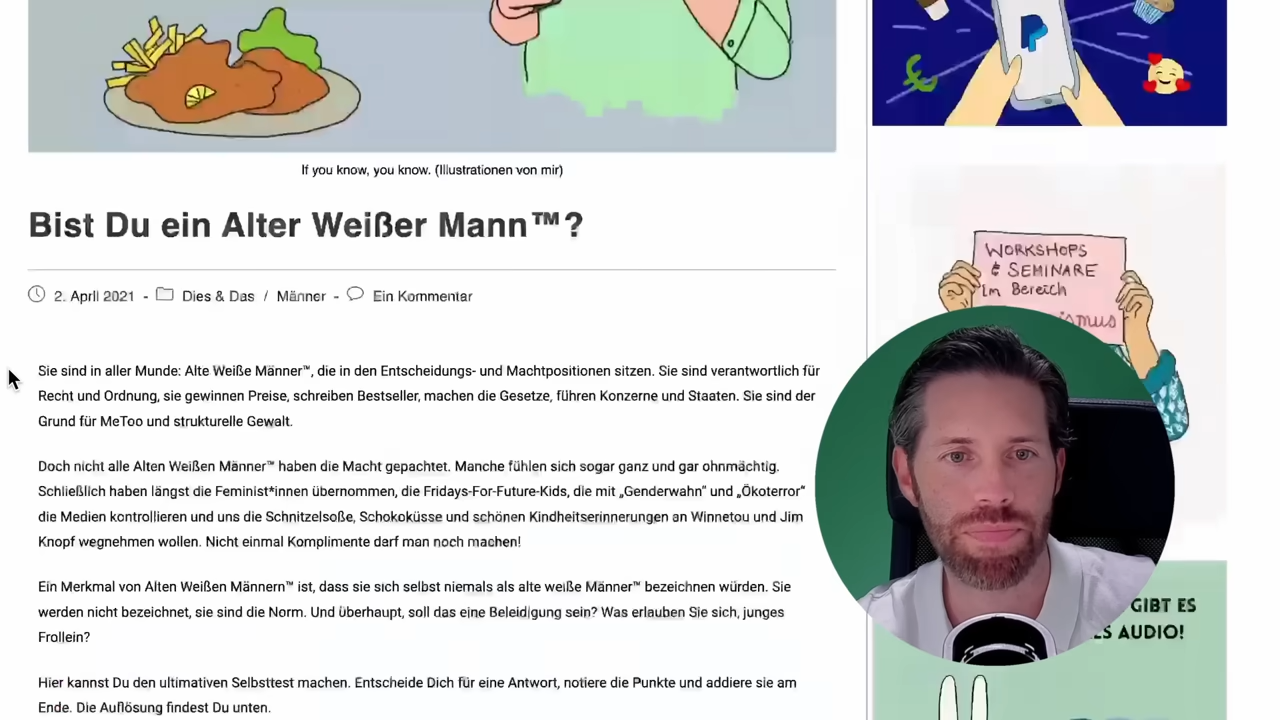 If you know, you know. (Illustrationen von mir)
Bist Du ein Alter Weißer Mann™?
2. April 2021 - Dies & Das / Männer - Ein Kommentar
Sie sind in aller Munde: Alte Weiße Männer™, die in den Entscheidungs- und Machtpositionen sitzen. Sie sind verantwortlich für
Recht und Ordnung, sie gewinnen Preise, schreiben Bestseller, machen die Gesetze, führen Konzerne und Staaten. Sie sind der
Grund für MeToo und strukturelle Gewalt.
Doch nicht alle Alten Weißen Männer™ haben die Macht gepachtet. Manche fühlen sich sogar ganz und gar ohnmächtig.
Schließlich haben längst die Feminist*innen übernommen, die Fridays-For-Future-Kids, die mit „Genderwahn" und „Ökoterror"
die Medien kontrollieren und uns die Schnitzelsoße, Schokoküsse und schönen Kindheitserinnerungen an Winnetou und Jim
Knopf wegnehmen wollen. Nicht einmal Komplimente darf man noch machen!
Ein Merkmal von Alten Weißen Männern™ ist, dass sie sich selbst niemals als alte weiße Männer™ bezeichnen würden. Sie
werden nicht bezeichnet, sie sind die Norm. Und überhaupt, soll das eine Beleidigung sein? Was erlauben Sie sich, junges
Frollein?
Hier kannst Du den ultimativen Selbsttest machen. Entscheide Dich für eine Antwort, notiere die Punkte und addiere sie am
Ende. Die Auflösung findest Du unten.
WORKSHOPS
& SEMINARE
Im Bereich
GIBT ES
AUDIO!